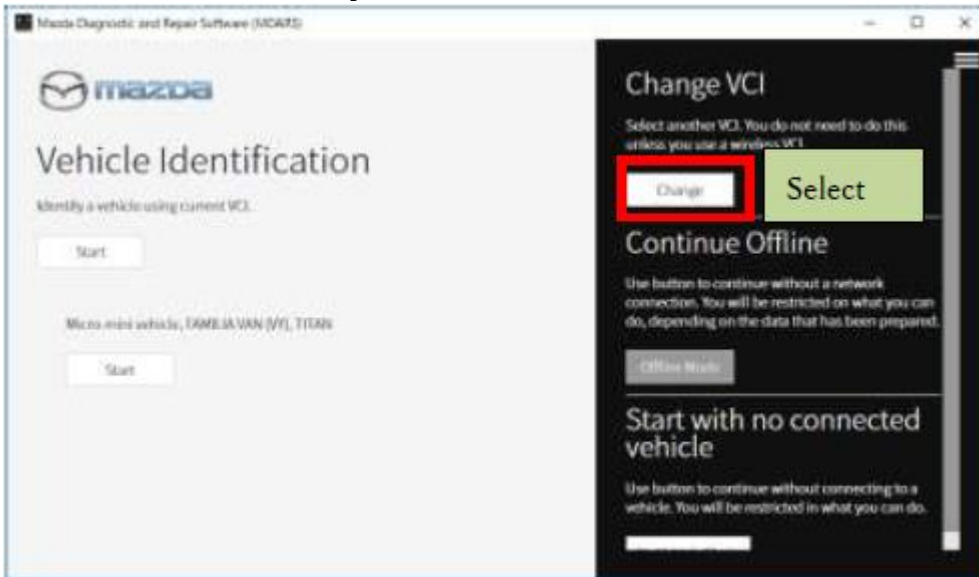 Mazda Diagnostic and Repair Software (MDARS)
mazda
Vehicle Identification
Identify a vehicle using current VCI.
Start
Micro mini vehicle, FAMILIA VAN (VY), TITAN
Start
Change VCI
Select another VCI. You do not need to do this
unless you use a wireless VCI.
Change
Select
Continue Offline
Use button to continue without a network
connection. You will be restricted on what you can
do, depending on the data that has been prepared.
Offline Mode
Start with no connected
vehicle
Use button to continue without connecting to a
vehicle. You will be restricted in what you can do.